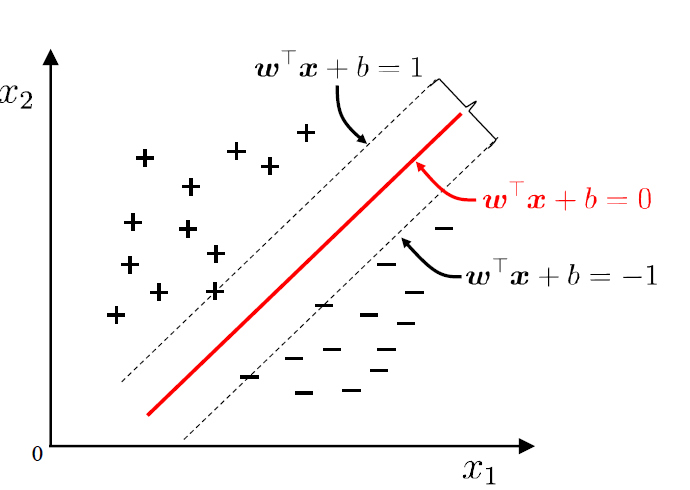 w⊤x + b = 1
x₂
w⊤x + b = 0
w⊤x + b = −1
0
x₁